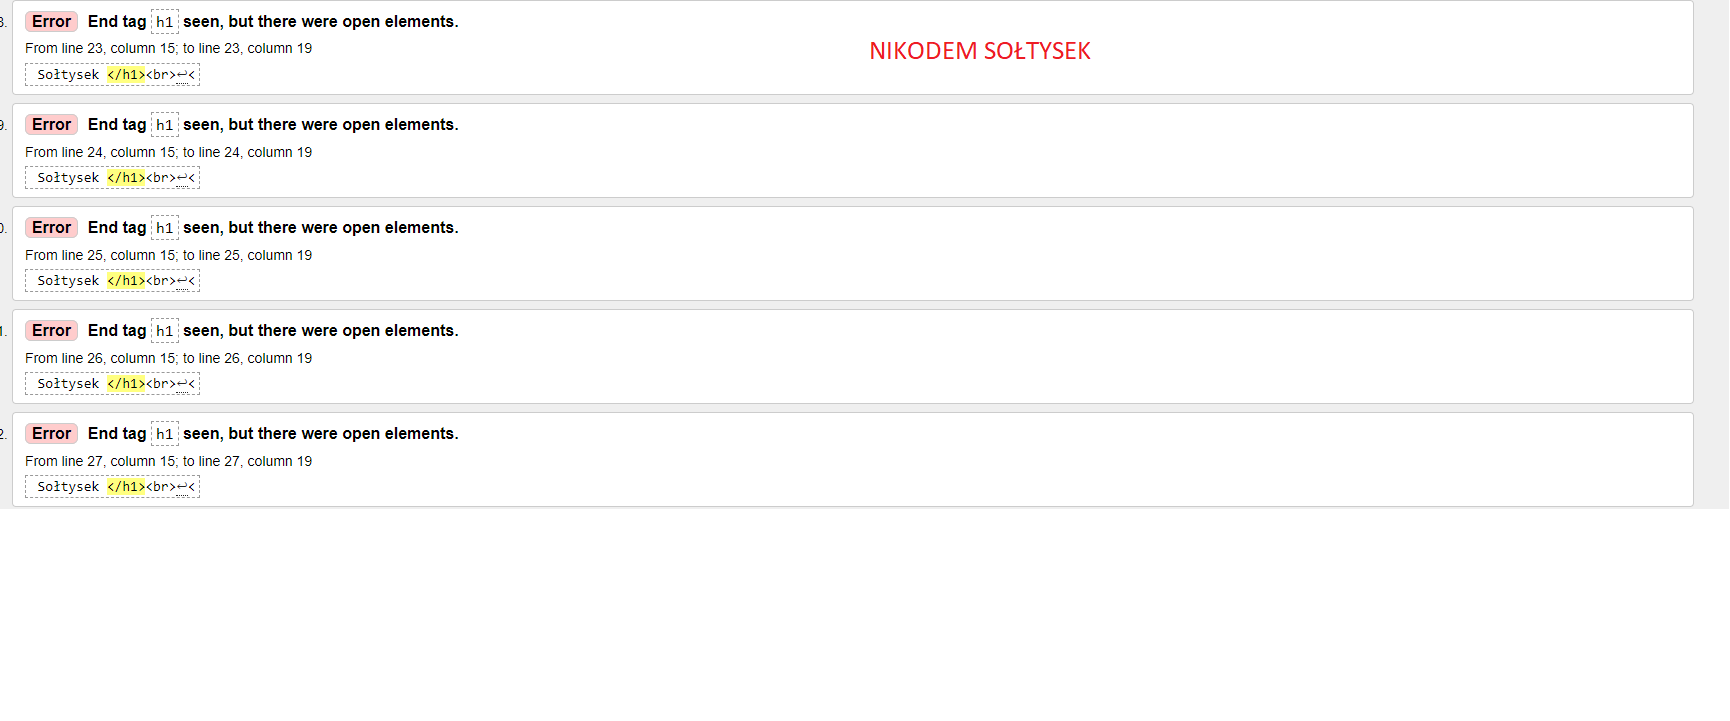 Error End tag h1 seen, but there were open elements.
From line 23, column 15; to line 23, column 19
NIKODEM SOŁTYSEK
Sołtysek </h1><br>↩<
9. Error End tag h1 seen, but there were open elements.
From line 24, column 15; to line 24, column 19
Sołtysek </h1><br>↩<
Error End tag h1 seen, but there were open elements.
From line 25, column 15; to line 25, column 19
Sołtysek </h1><br>↩<
1. Error End tag h1 seen, but there were open elements.
From line 26, column 15; to line 26, column 19
Sołtysek </h1><br>↩<
2. Error End tag h1 seen, but there were open elements.
From line 27, column 15; to line 27, column 19
Sołtysek </h1><br>↩<